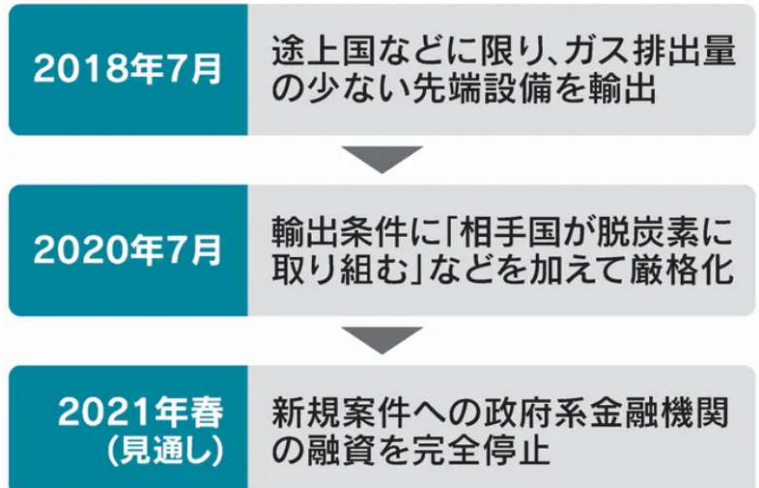 2018年7月
途上国などに限り、ガス排出量
の少ない先端設備を輸出
2020年7月
輸出条件に「相手国が脱炭素に
取り組む」などを加えて厳格化
2021年春
(見通し)
新規案件への政府系金融機関
の融資を完全停止